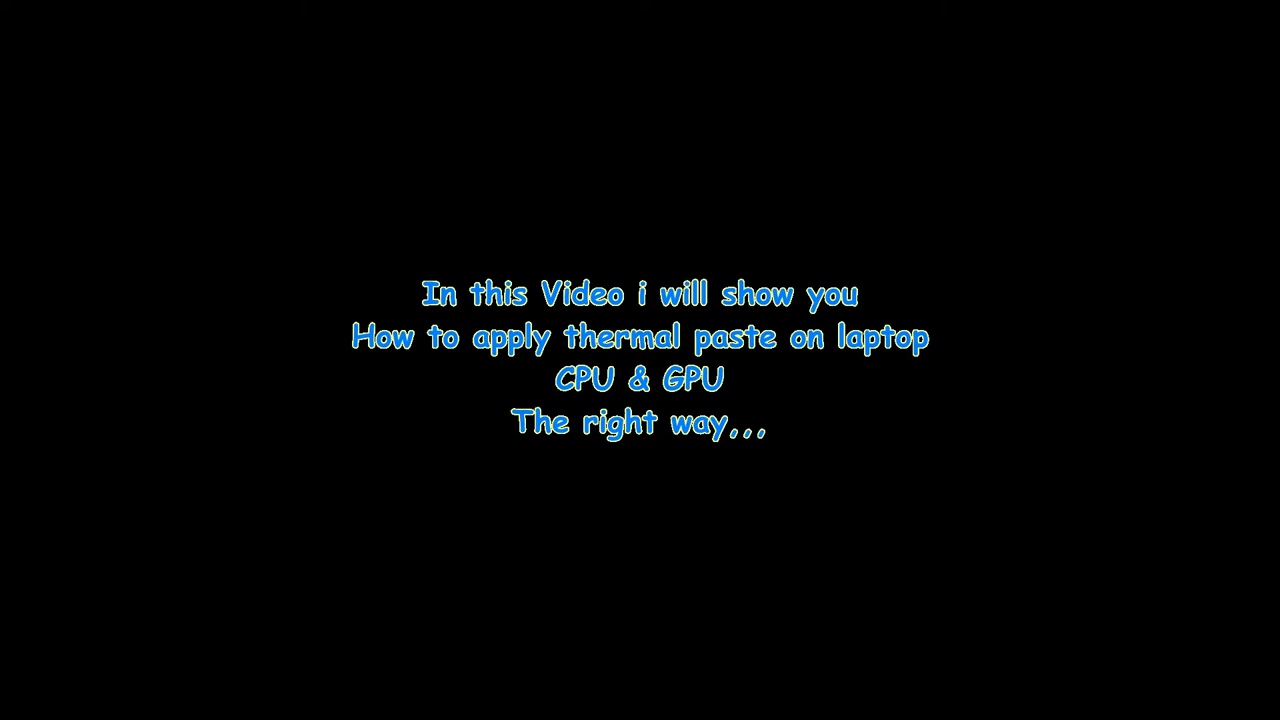 In this Video i will show you
How to apply thermal paste on laptop
CPU & GPU
The right way,,,